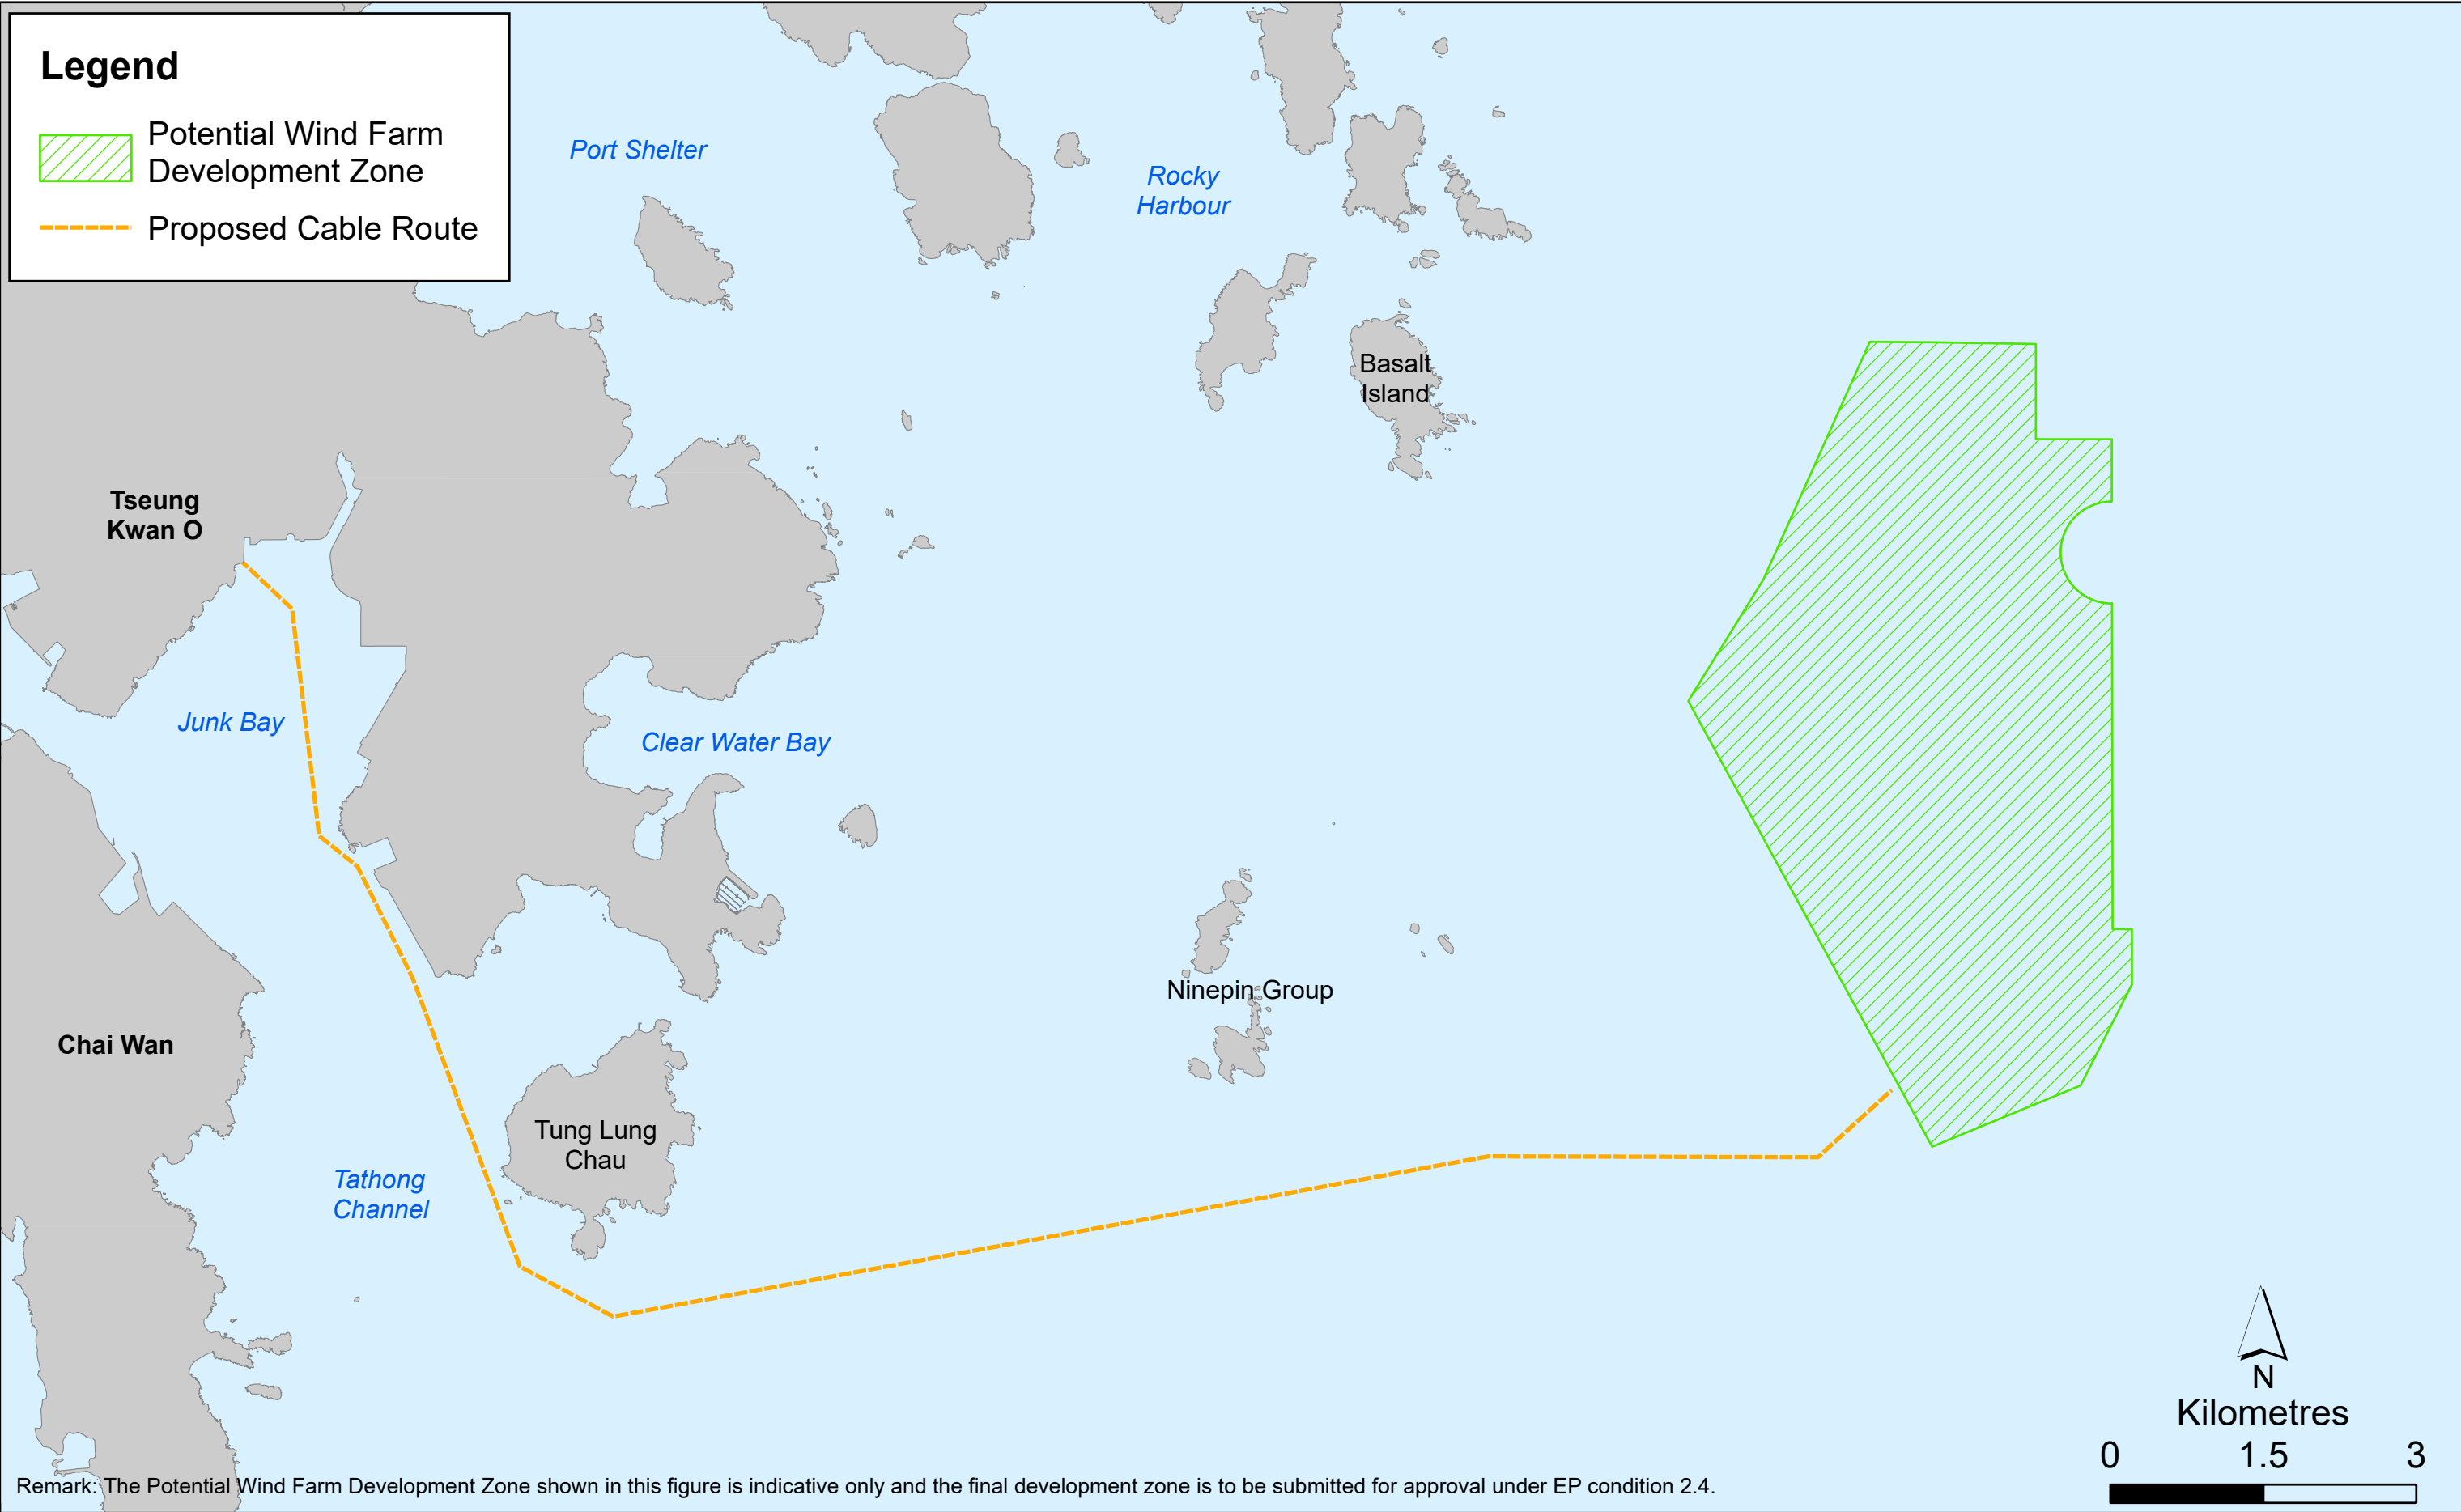 Legend
Potential Wind Farm
Development Zone
Proposed Cable Route
Port Shelter
Rocky
Harbour
Basalt
Island
Tseung
Kwan O
Junk Bay
Clear Water Bay
Ninepin Group
Chai Wan
Tung Lung
Chau
Tathong
Channel
N
Kilometres
0 1.5 3
Remark: The Potential Wind Farm Development Zone shown in this figure is indicative only and the final development zone is to be submitted for approval under EP condition 2.4.